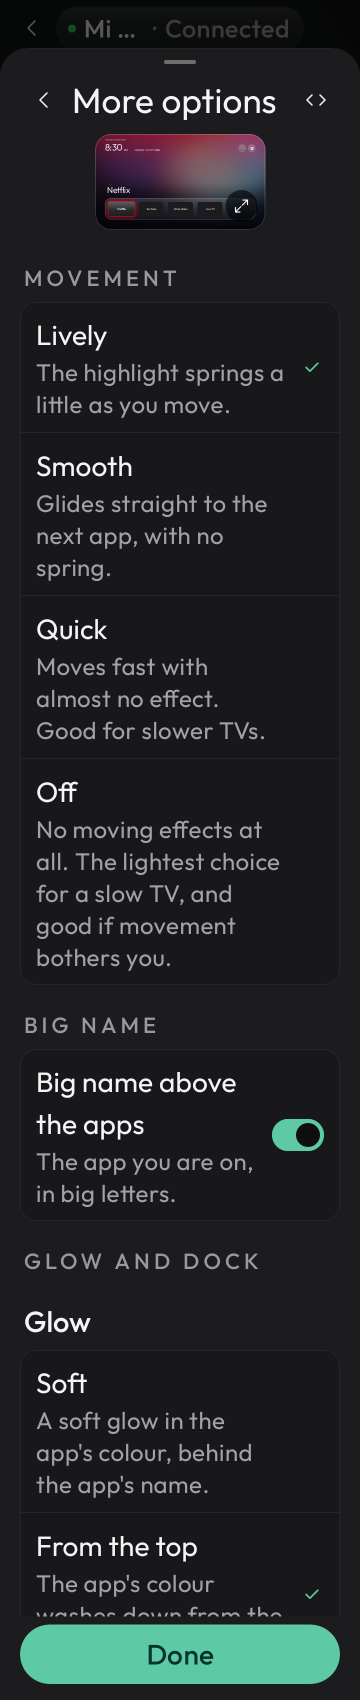 Mi ... · Connected
More options
8:30
Netflix
MOVEMENT
Lively
The highlight springs a
little as you move.
Smooth
Glides straight to the
next app, with no
spring.
Quick
Moves fast with
almost no effect.
Good for slower TVs.
Off
No moving effects at
all. The lightest choice
for a slow TV, and
good if movement
bothers you.
BIG NAME
Big name above
the apps
The app you are on,
in big letters.
GLOW AND DOCK
Glow
Soft
A soft glow in the
app's colour, behind
the app's name.
From the top
The app's colour
washes down from the
Done